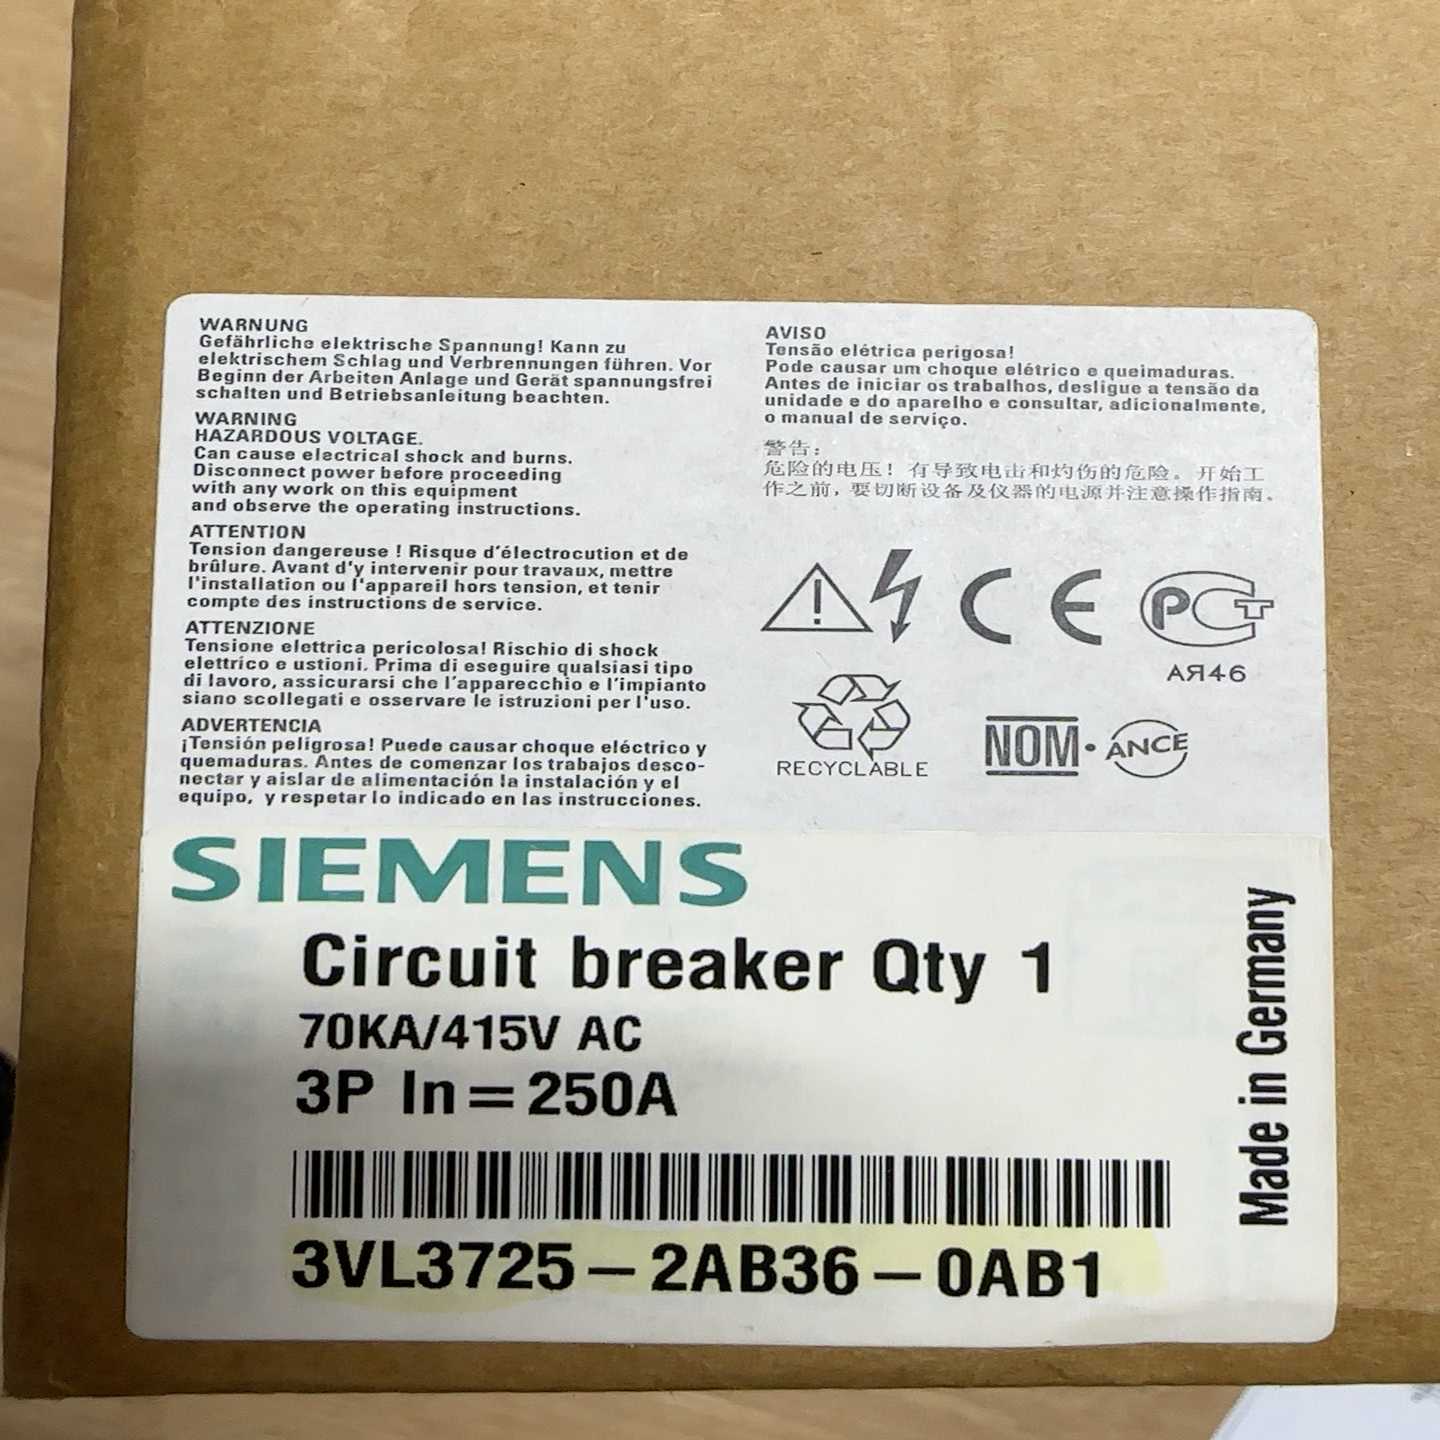 WARNUNG
Gefährliche elektrische Spannung! Kann zu
elektrischem Schlag und Verbrennungen führen. Vor
Beginn der Arbeiten Anlage und Gerät spannungsfrei
schalten und Betriebsanleitung beachten.
WARNING
HAZARDOUS VOLTAGE.
Can cause electrical shock and burns.
Disconnect power before proceeding
with any work on this equipment
and observe the operating instructions.
ATTENTION
Tension dangereuse ! Risque d'électrocution et de
brûlure. Avant d'y intervenir pour travaux, mettre
l'installation ou l'appareil hors tension, et tenir
compte des instructions de service.
ATTENZIONE
Tensione elettrica pericolosa! Rischio di shock
elettrico e ustioni. Prima di eseguire qualsiasi tipo
di lavoro, assicurarsi che l'apparecchio e l'impianto
siano scollegati e osservare le istruzioni per l'uso.
ADVERTENCIA
¡Tensión peligrosa! Puede causar choque eléctrico y
quemaduras. Antes de comenzar los trabajos desco-
nectar y aislar de alimentación la instalación y el
equipo, y respetar lo indicado en las instrucciones.
AVISO
Tensão elétrica perigosa!
Pode causar um choque elétrico e queimaduras.
Antes de iniciar os trabalhos, desligue a tensão da
unidade e do aparelho e consultar, adicionalmente,
o manual de serviço.
警告：
危险的电压！有导致电击和灼伤的危险。开始工
作之前，要切断设备及仪器的电源并注意操作指南。
CE
PCT
АЯ46
RECYCLABLE
NOM · ANCE
SIEMENS
Circuit breaker Qty 1
70KA/415V AC
3P In=250A
3VL3725-2AB36-0AB1
Made in Germany